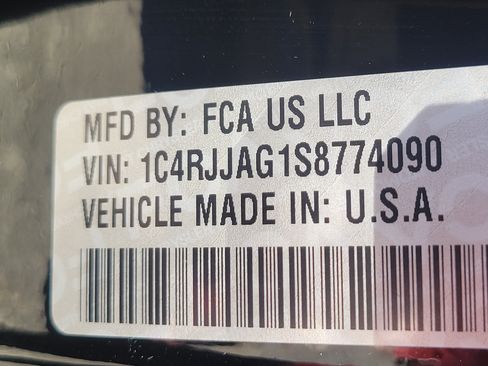 MFD BY: FCA US LLC
VIN: 1C4RJJAG1S8774090
VEHICLE MADE IN: U.S.A.